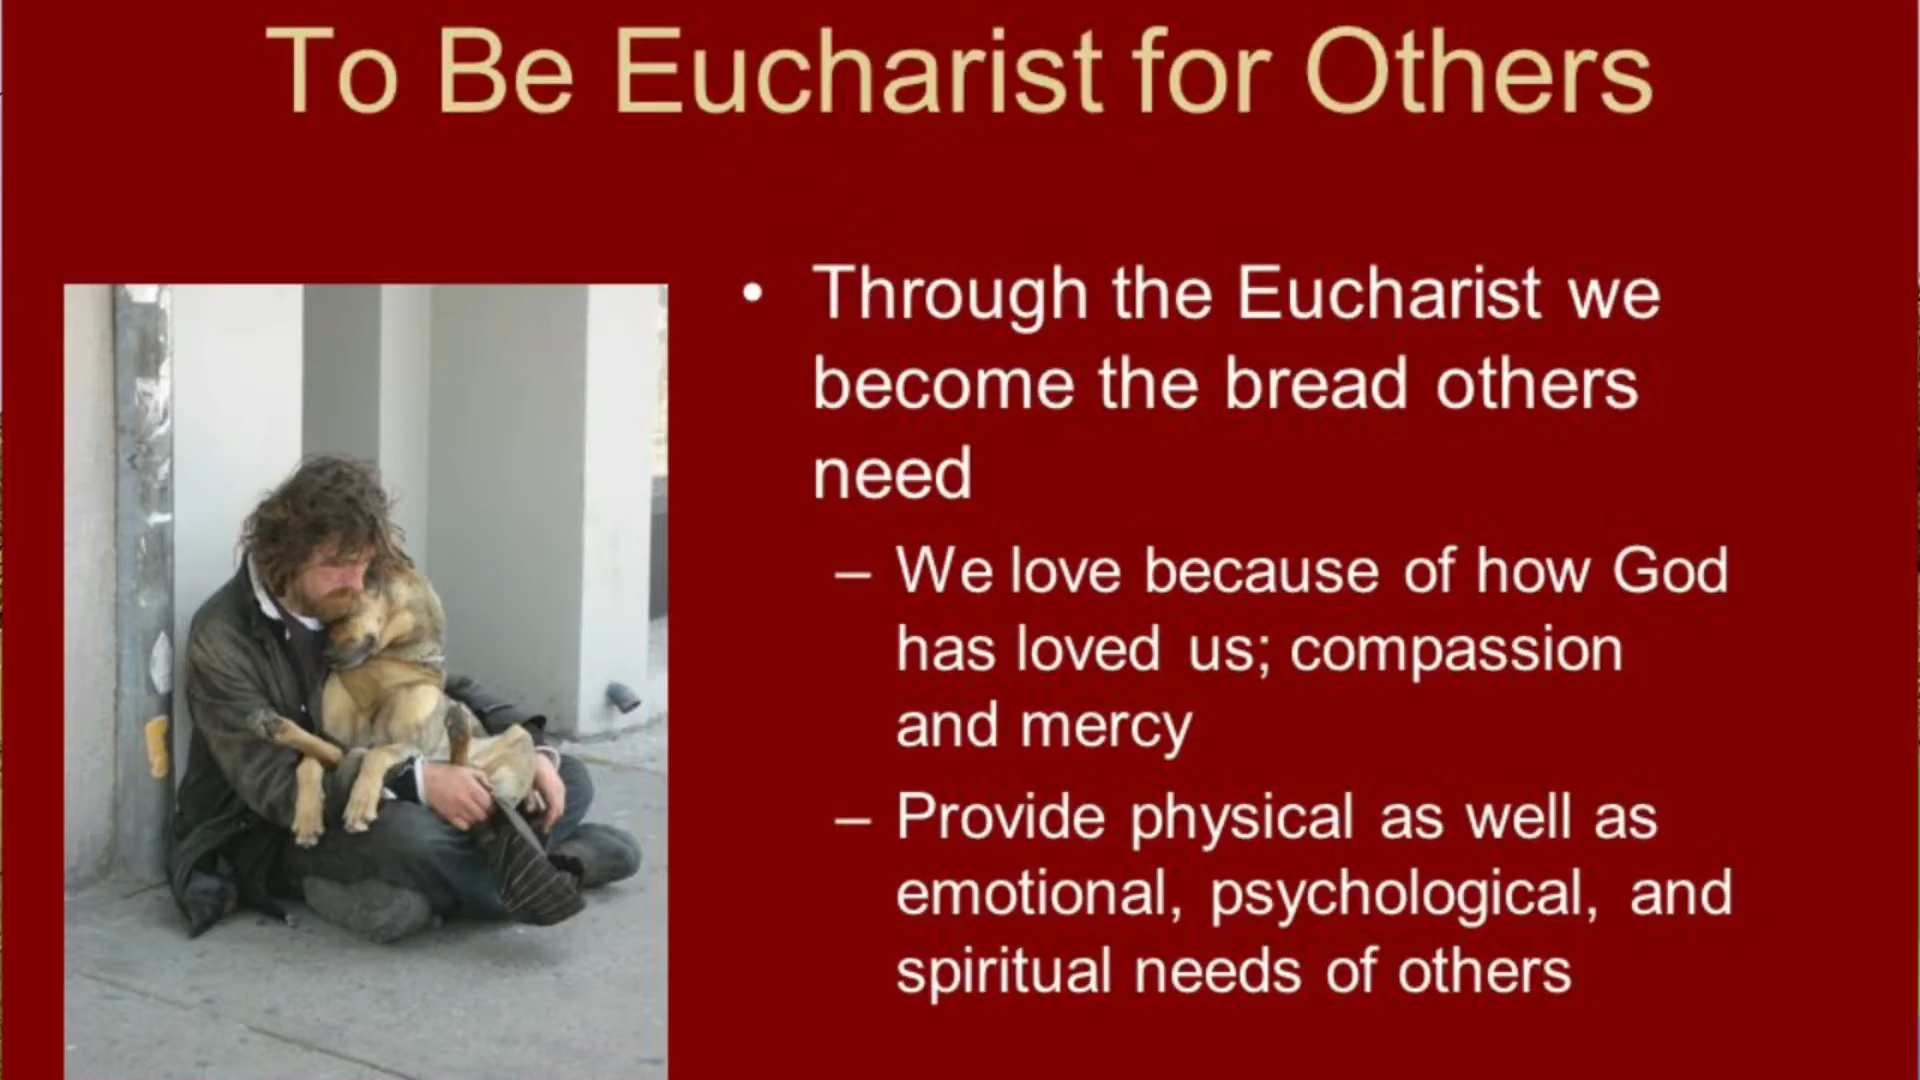 To Be Eucharist for Others
• Through the Eucharist we
become the bread others
need
– We love because of how God
has loved us; compassion
and mercy
– Provide physical as well as
emotional, psychological, and
spiritual needs of others